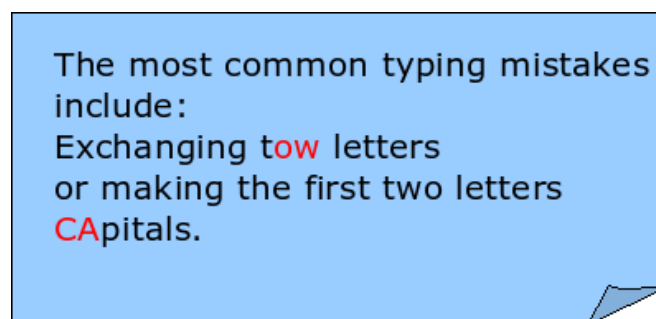 The most common typing mistakes
include:
Exchanging tow letters
or making the first two letters
CApitals.